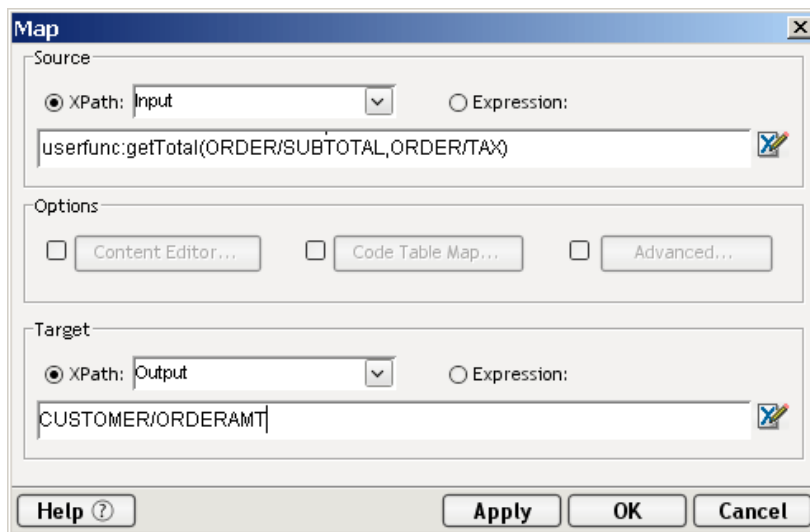 Map
Source
XPath: Input Expression:
userfunc:getTotal(ORDER/SUBTOTAL,ORDER/TAX)
Options
Content Editor... Code Table Map... Advanced...
Target
XPath: Output Expression:
CUSTOMER/ORDERAMT
Help ? Apply OK Cancel